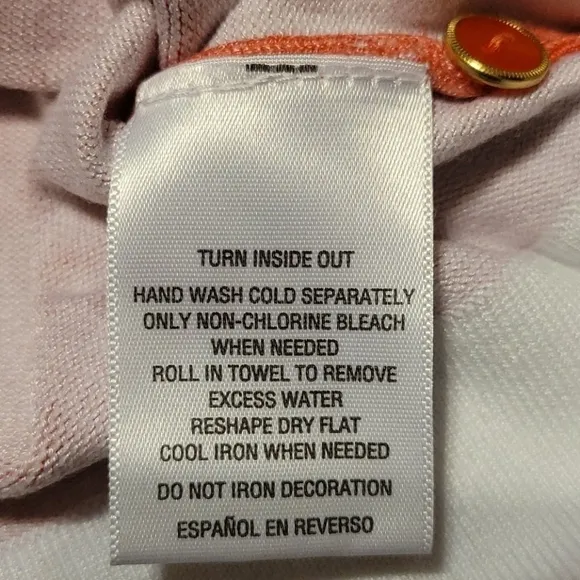 TURN INSIDE OUT
HAND WASH COLD SEPARATELY
ONLY NON-CHLORINE BLEACH
WHEN NEEDED
ROLL IN TOWEL TO REMOVE
EXCESS WATER
RESHAPE DRY FLAT
COOL IRON WHEN NEEDED
DO NOT IRON DECORATION
ESPAÑOL EN REVERSO